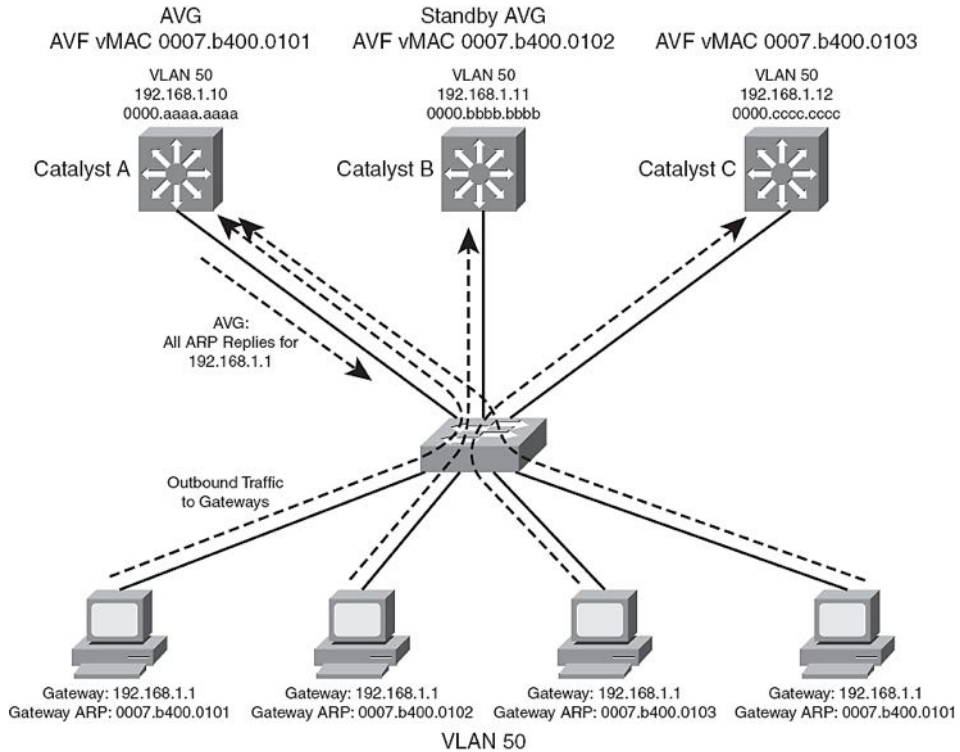 AVG
AVF vMAC 0007.b400.0101
Standby AVG
AVF vMAC 0007.b400.0102
AVF vMAC 0007.b400.0103
VLAN 50
192.168.1.10
0000.aaaa.aaaa
VLAN 50
192.168.1.11
0000.bbbb.bbbb
VLAN 50
192.168.1.12
0000.cccc.cccc
Catalyst A
Catalyst B
Catalyst C
AVG:
All ARP Replies for
192.168.1.1
Outbound Traffic
to Gateways
Gateway: 192.168.1.1
Gateway ARP: 0007.b400.0101
Gateway: 192.168.1.1
Gateway ARP: 0007.b400.0102
Gateway: 192.168.1.1
Gateway ARP: 0007.b400.0103
Gateway: 192.168.1.1
Gateway ARP: 0007.b400.0101
VLAN 50